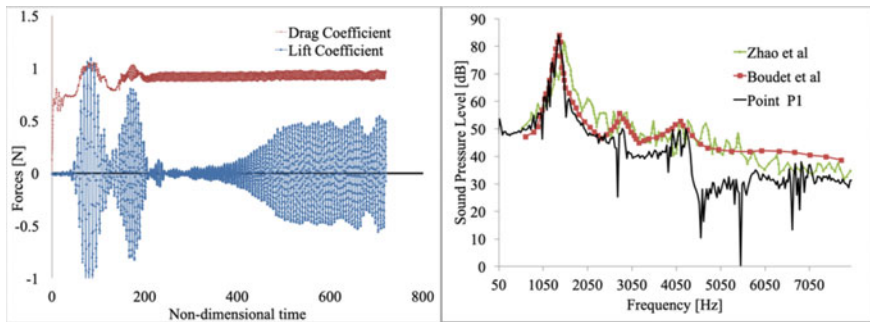 1.5
1
0.5
0
-0.5
-1
Forces [N]
Drag Coefficient
Lift Coefficient
0 200 400 600 800
Non-dimensional time
90
80
70
60
50
40
30
20
10
0
Sound Pressure Level [dB]
Zhao et al
Boudet et al
Point P1
50 1050 2050 3050 4050 5050 6050 7050
Frequency [Hz]